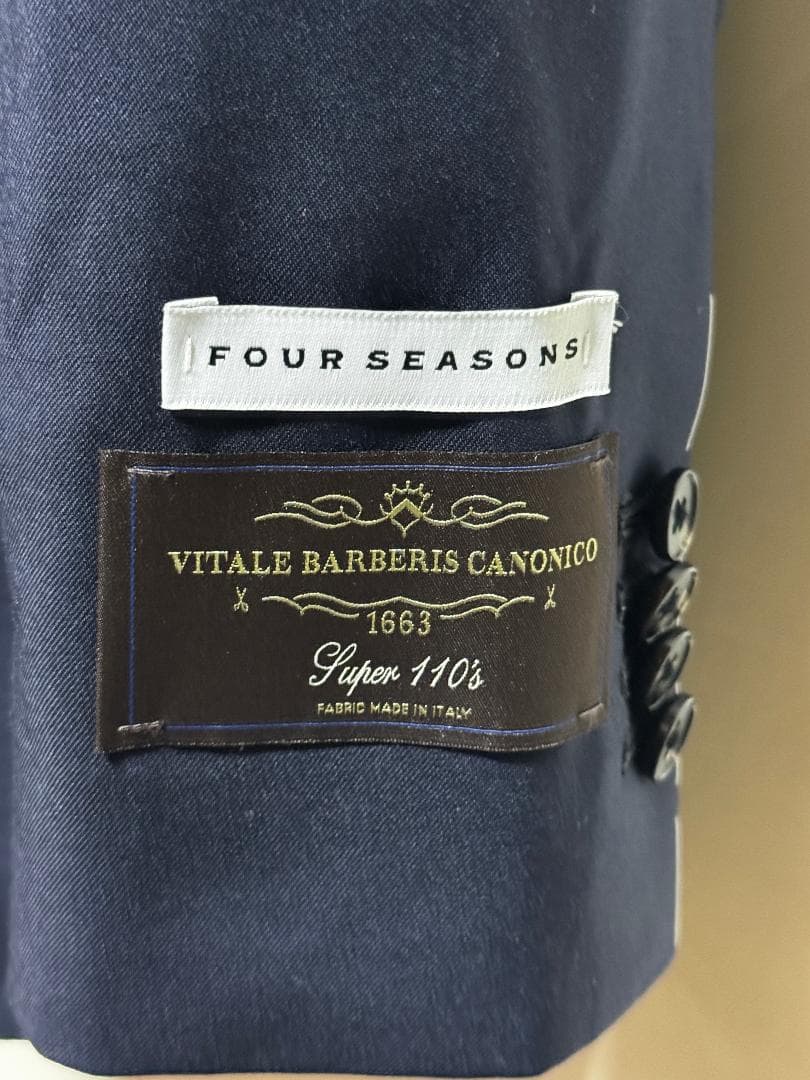 FOUR SEASONS
VITALE BARBERIS CANONICO
1663
Super 110's
FABRIC MADE IN ITALY